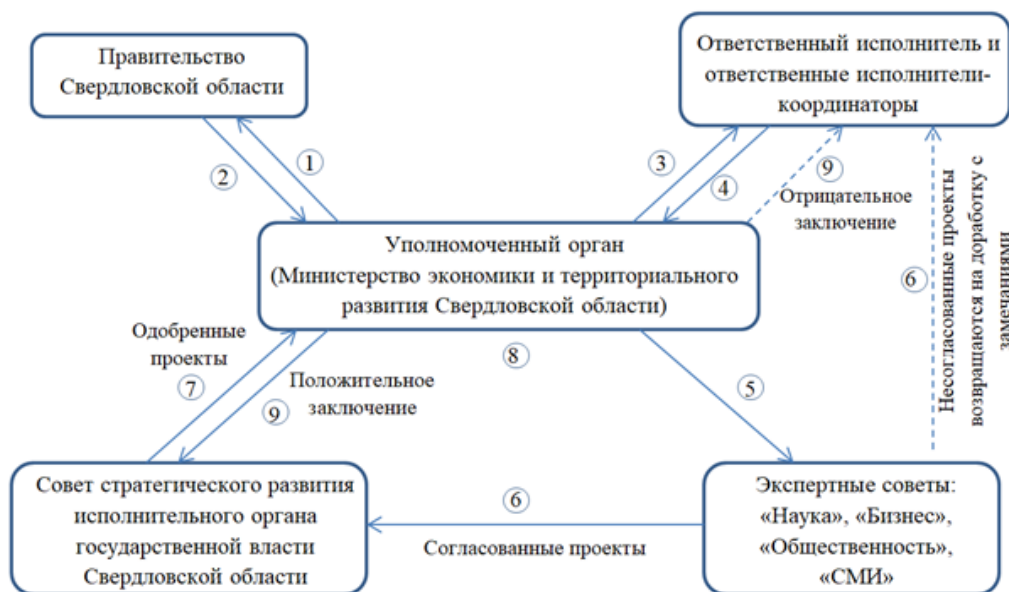 Правительство
Свердловской области
Ответственный исполнитель и
ответственные исполнители-
координаторы
1
2
3
4
9
Отрицательное
заключение
Несогласованные проекты
возвращаются на доработку с
замечаниями
6
Уполномоченный орган
(Министерство экономики и территориального
развития Свердловской области)
Одобренные
проекты
7
Положительное
заключение
9
8
5
Совет стратегического развития
исполнительного органа
государственной власти
Свердловской области
6
Согласованные проекты
Экспертные советы:
«Наука», «Бизнес»,
«Общественность»,
«СМИ»